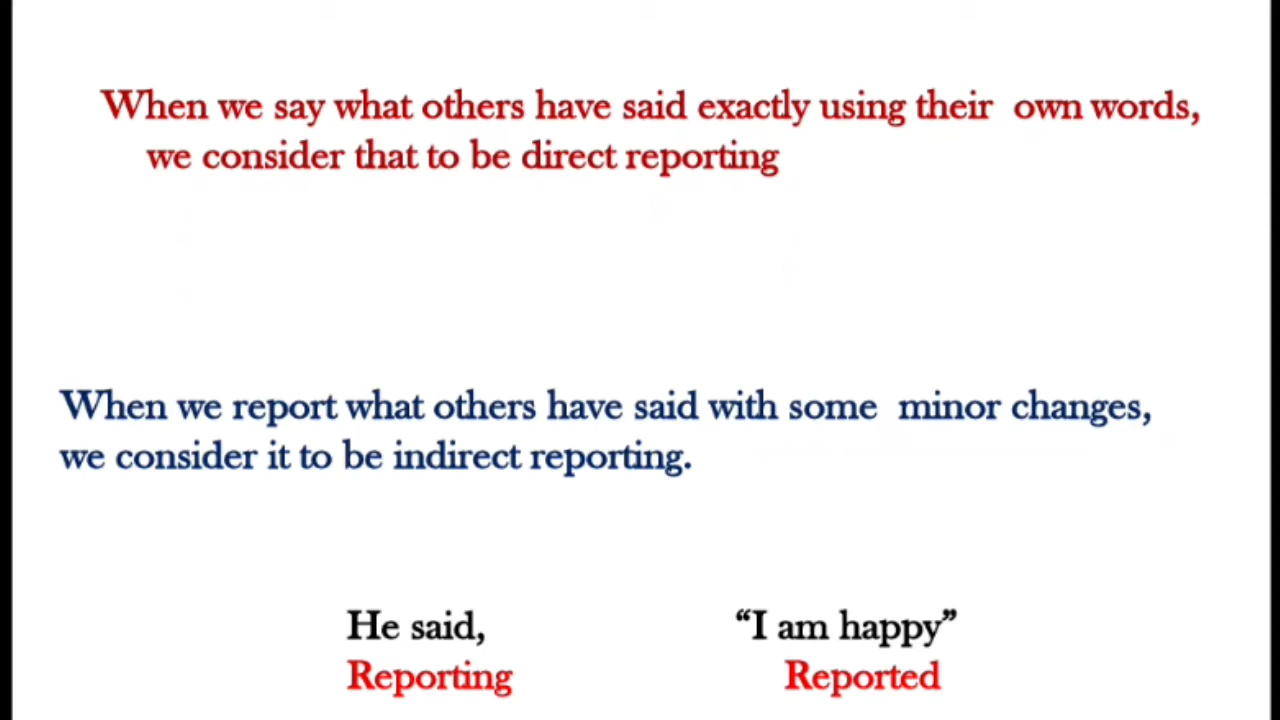 When we say what others have said exactly using their own words,
we consider that to be direct reporting
When we report what others have said with some minor changes,
we consider it to be indirect reporting.
He said, “I am happy”
Reporting Reported